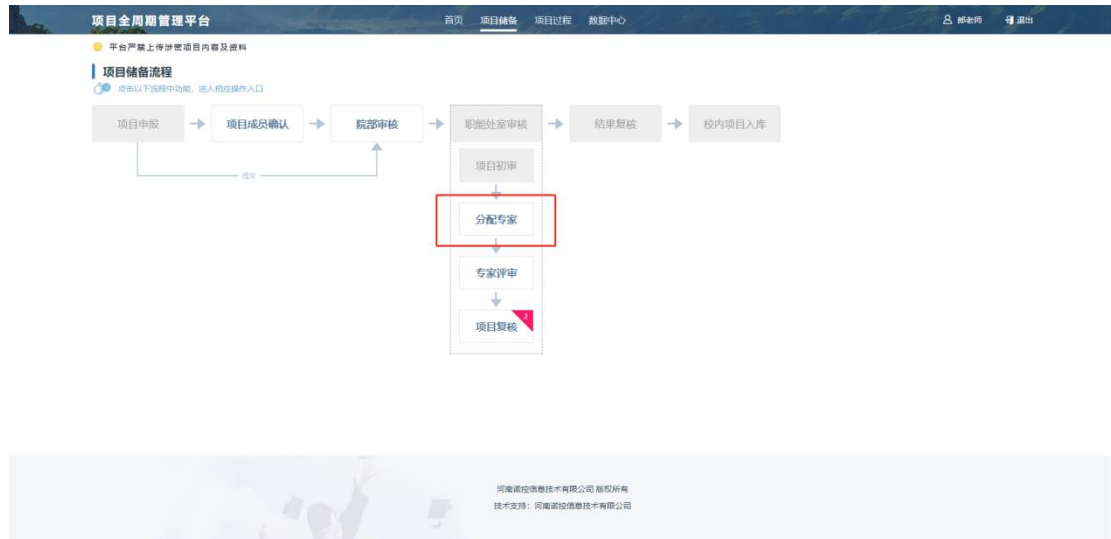 项目全周期管理平台
首页 项目储备 项目过程 数据中心
郎老师 退出
平台严禁上传涉密项目内容及资料
项目储备流程
点击以下流程中功能，进入相应操作入口
项目申报 项目成员确认 院部审核 职能处室审核 结果复核 校内项目入库
提交
项目初审
分配专家
专家评审
项目复核 2
河南诺控信息技术有限公司 版权所有
技术支持：河南诺控信息技术有限公司